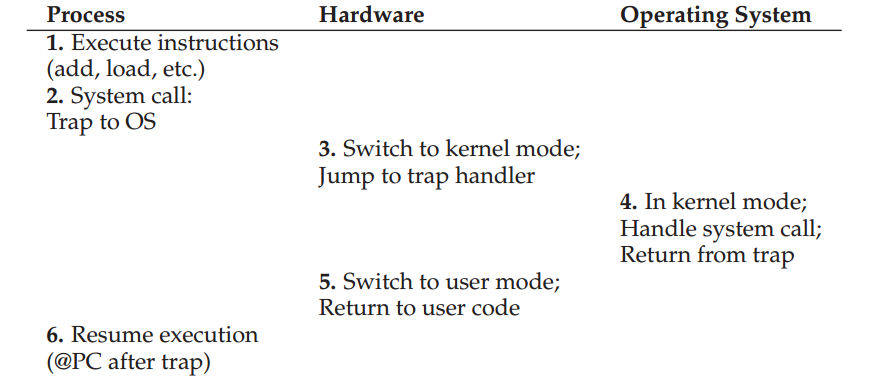 Process Hardware Operating System
1. Execute instructions
(add, load, etc.)
2. System call:
Trap to OS
3. Switch to kernel mode;
Jump to trap handler
4. In kernel mode;
Handle system call;
Return from trap
5. Switch to user mode;
Return to user code
6. Resume execution
(@PC after trap)